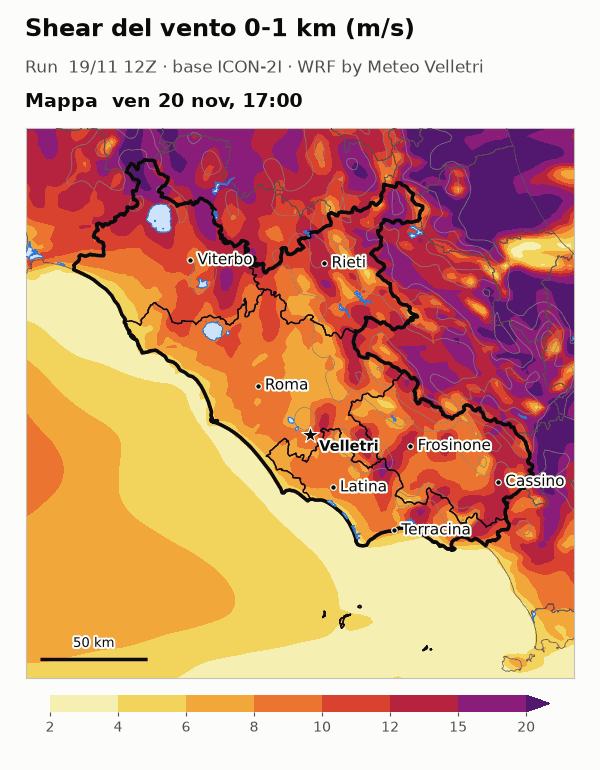 Shear del vento 0-1 km (m/s)
Run  19/11 12Z · base ICON-2I · WRF by Meteo Velletri
Mappa  ven 20 nov, 17:00
Viterbo
Rieti
Roma
Velletri
Frosinone
Cassino
Latina
Terracina
50 km
2 4 6 8 10 12 15 20